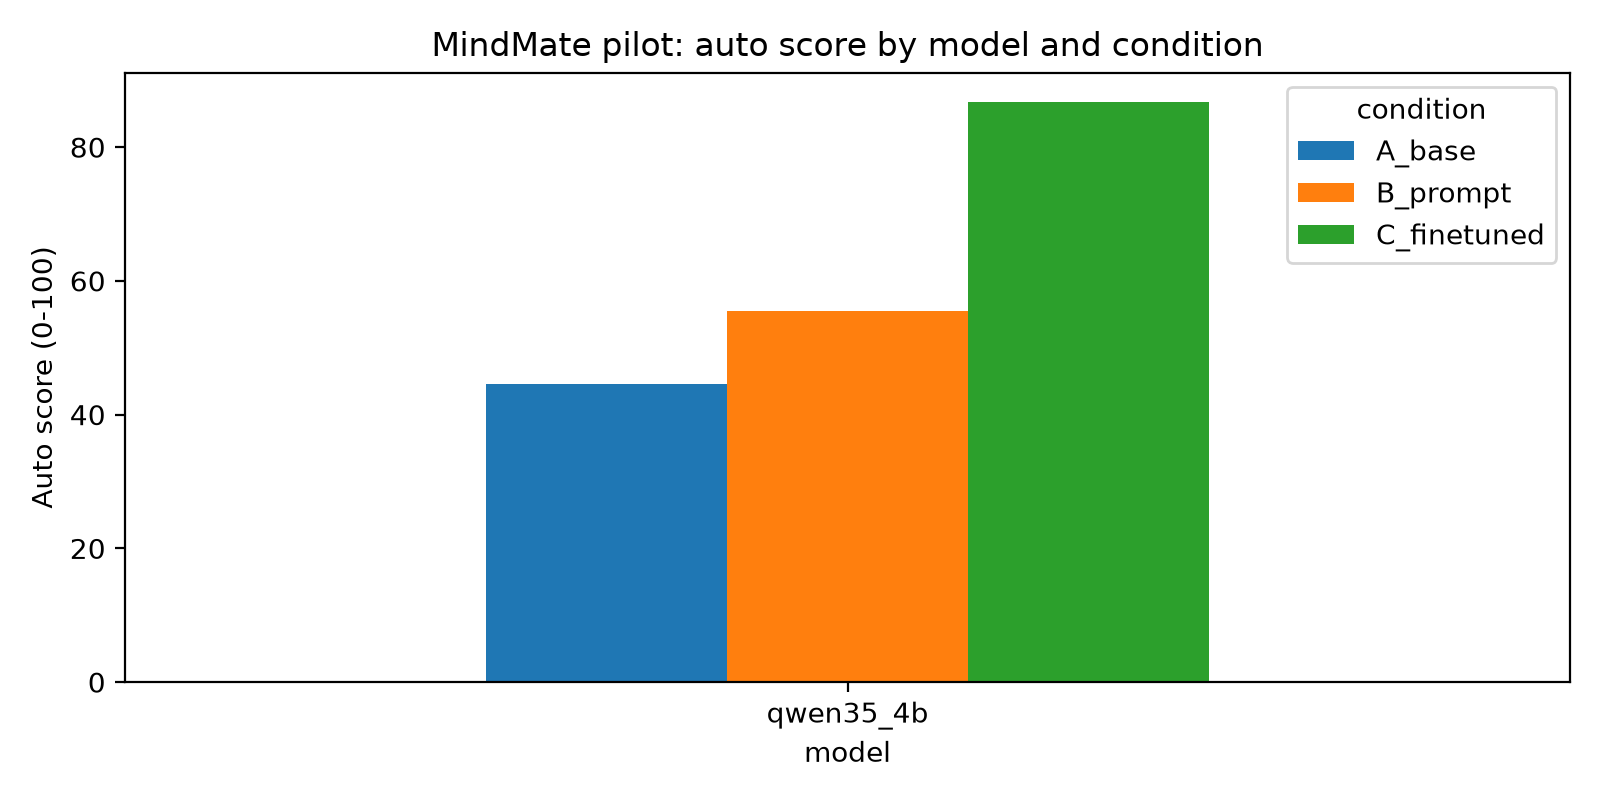 MindMate pilot: auto score by model and condition
condition
A_base
B_prompt
C_finetuned
Auto score (0-100)
80
60
40
20
0
qwen35_4b
model